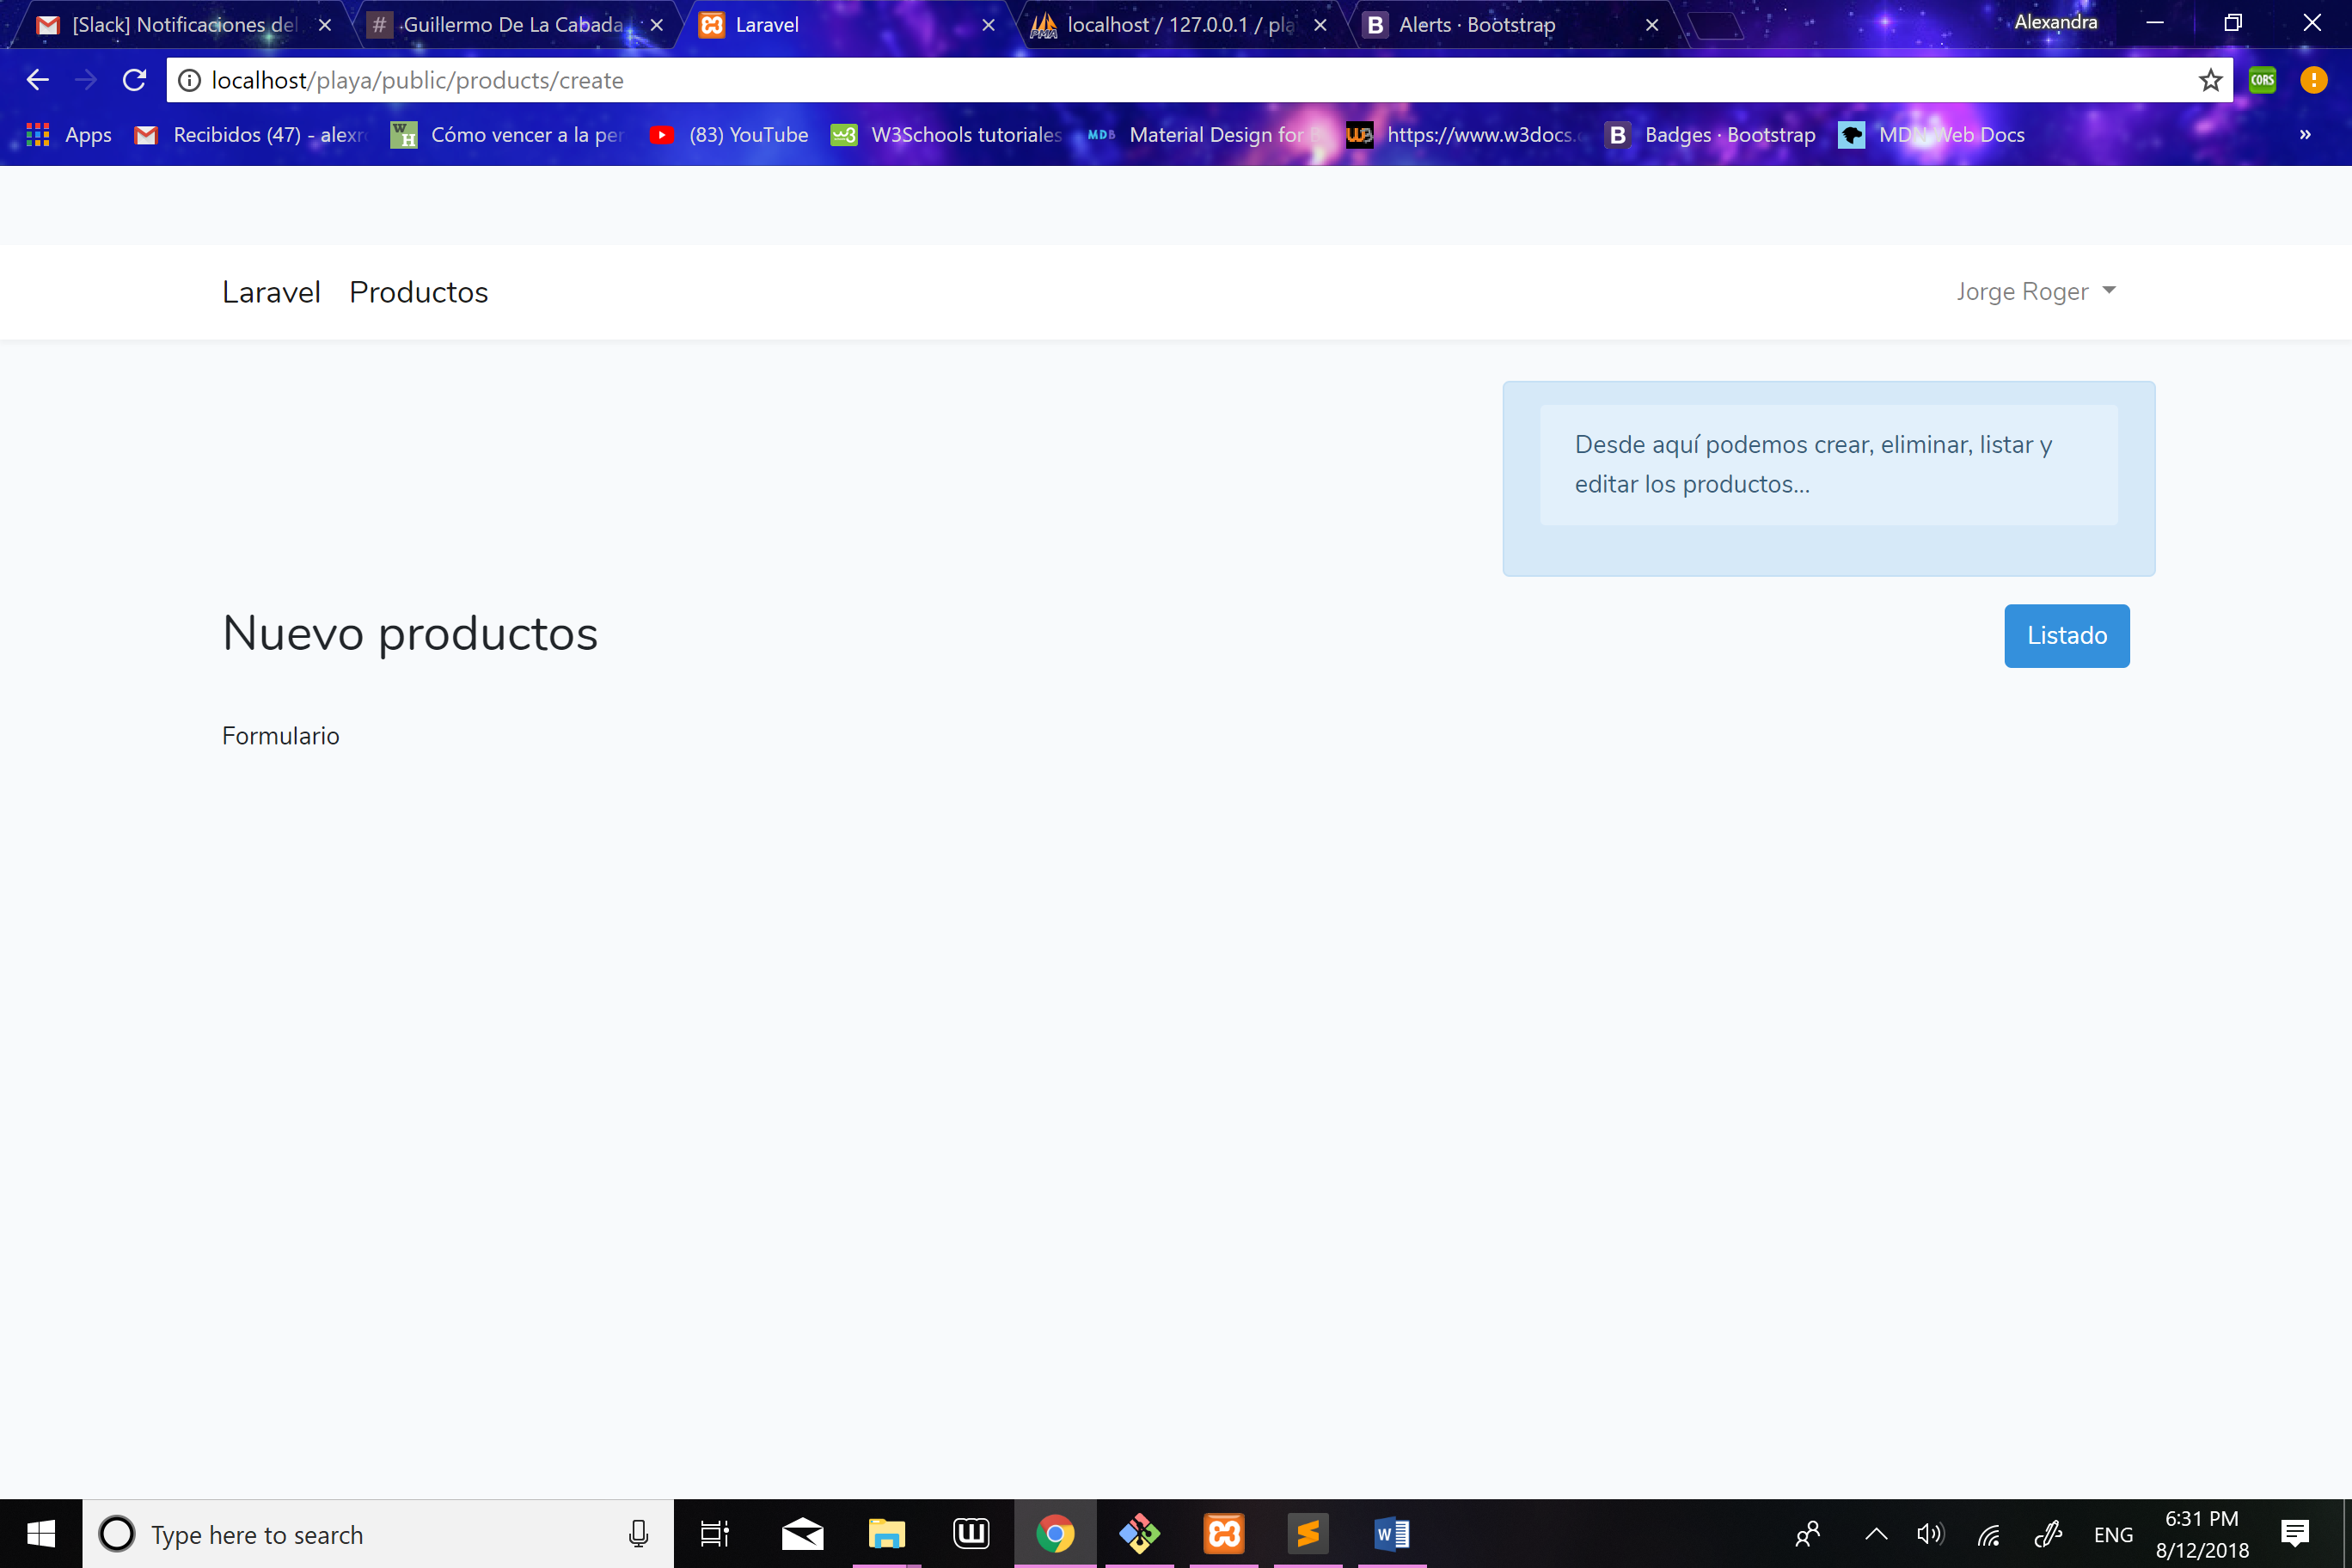 [Slack] Notificaciones del
# Guillermo De La Cabada
Laravel
localhost / 127.0.0.1 / pla
B Alerts · Bootstrap
Alexandra
localhost/playa/public/products/create
CORS
Apps
Recibidos (47) - alexr
Cómo vencer a la per
(83) YouTube
W3Schools tutoriales
MDB Material Design for B
https://www.w3docs.c
B Badges · Bootstrap
MDN Web Docs
»
Laravel Productos
Jorge Roger
Desde aquí podemos crear, eliminar, listar y
editar los productos...
Nuevo productos
Listado
Formulario
Type here to search
ENG
6:31 PM
8/12/2018